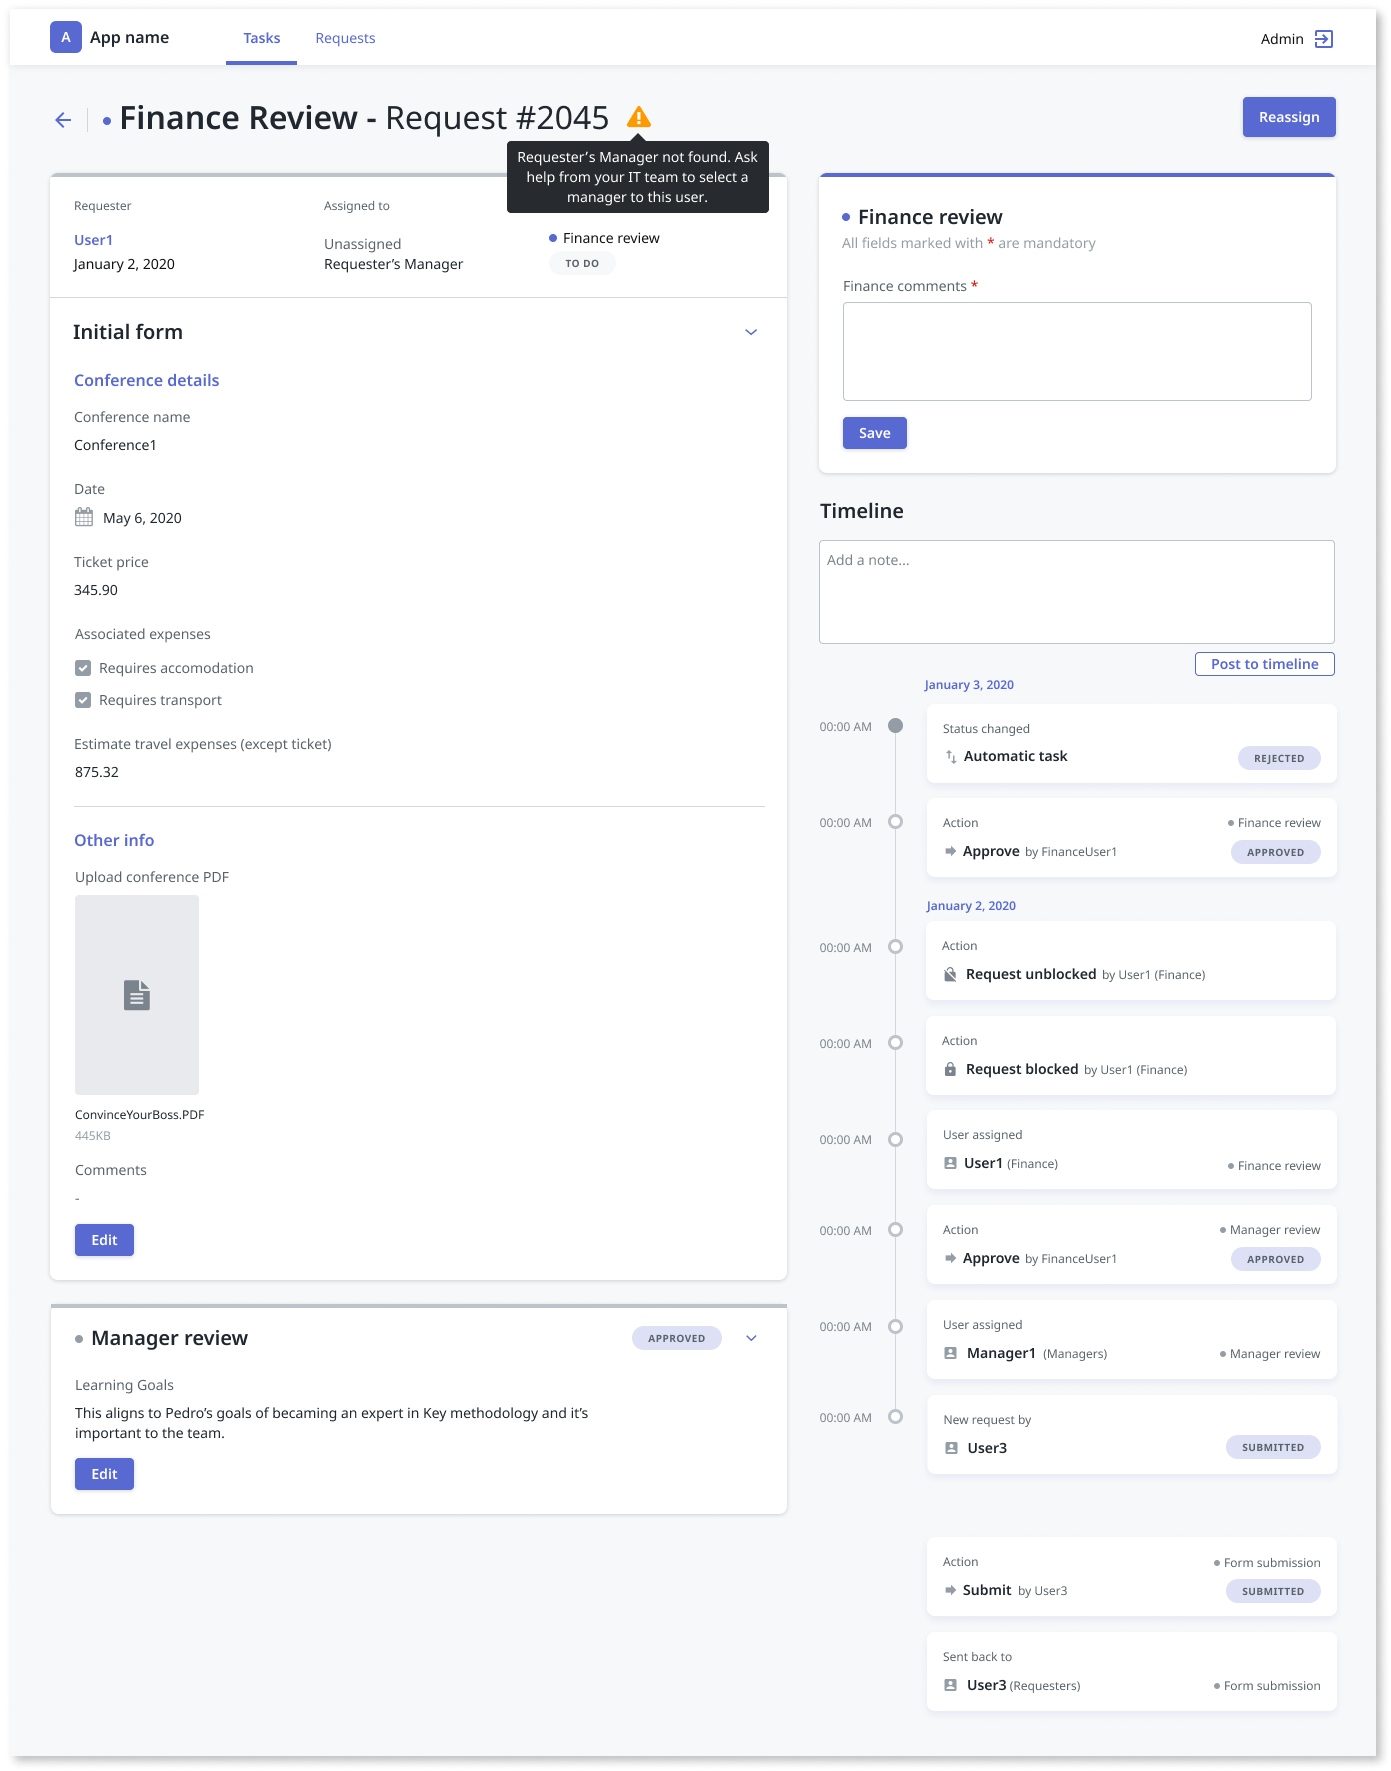 A App name Tasks Requests Admin
Finance Review - Request #2045
Reassign
Requester's Manager not found. Ask
help from your IT team to select a
manager to this user.
Requester
User1
January 2, 2020
Assigned to
Unassigned
Requester's Manager
Finance review
TO DO
Initial form
Conference details
Conference name
Conference1
Date
May 6, 2020
Ticket price
345.90
Associated expenses
Requires accomodation
Requires transport
Estimate travel expenses (except ticket)
875.32
Other info
Upload conference PDF
ConvinceYourBoss.PDF
445KB
Comments
-
Edit
Manager review APPROVED
Learning Goals
This aligns to Pedro's goals of becoming an expert in Key methodology and it's
important to the team.
Edit
Finance review
All fields marked with * are mandatory
Finance comments *
Save
Timeline
Add a note...
Post to timeline
January 3, 2020
00:00 AM
Status changed
Automatic task REJECTED
00:00 AM
Action Finance review
Approve by FinanceUser1 APPROVED
January 2, 2020
00:00 AM
Action
Request unblocked by User1 (Finance)
00:00 AM
Action
Request blocked by User1 (Finance)
00:00 AM
User assigned
User1 (Finance) Finance review
00:00 AM
Action Manager review
Approve by FinanceUser1 APPROVED
00:00 AM
User assigned
Manager1 (Managers) Manager review
00:00 AM
New request by
User3 SUBMITTED
Action Form submission
Submit by User3 SUBMITTED
Sent back to
User3 (Requesters) Form submission